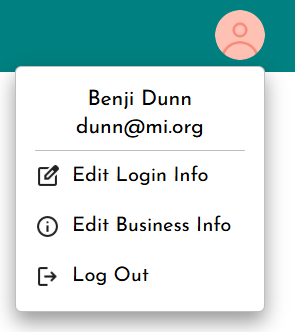 Benji Dunn
dunn@mi.org
Edit Login Info
Edit Business Info
Log Out